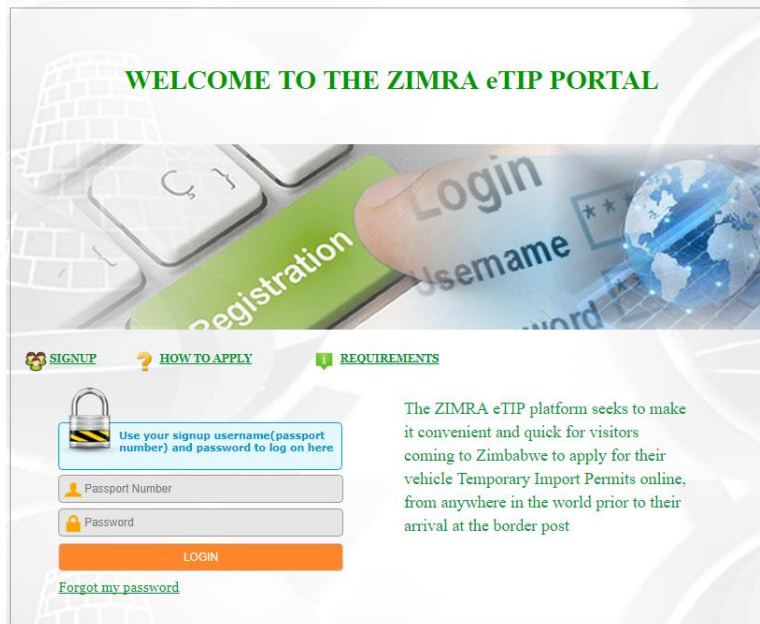 WELCOME TO THE ZIMRA eTIP PORTAL
Ç }
Registration
Login
***
Username
word
SIGNUP
HOW TO APPLY
REQUIREMENTS
Use your signup username(passport
number) and password to log on here
Passport Number
Password
LOGIN
Forgot my password
The ZIMRA eTIP platform seeks to make
it convenient and quick for visitors
coming to Zimbabwe to apply for their
vehicle Temporary Import Permits online,
from anywhere in the world prior to their
arrival at the border post